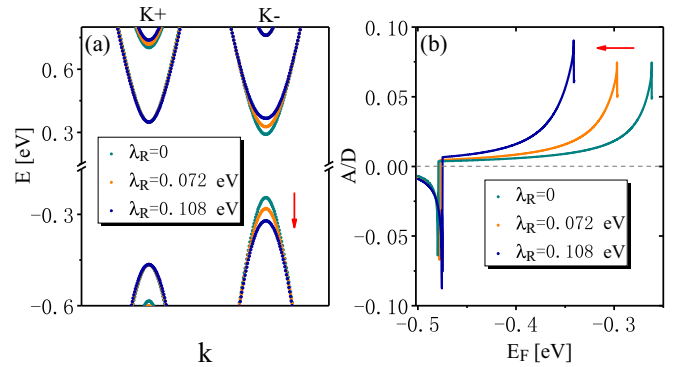 K+ K-
(a)
0.6
0.3
-0.3
-0.6
E [eV]
λR=0
λR=0.072 eV
λR=0.108 eV
k
(b)
0.10
0.05
0.00
-0.05
-0.10
A/D
λR=0
λR=0.072 eV
λR=0.108 eV
-0.5 -0.4 -0.3
EF [eV]